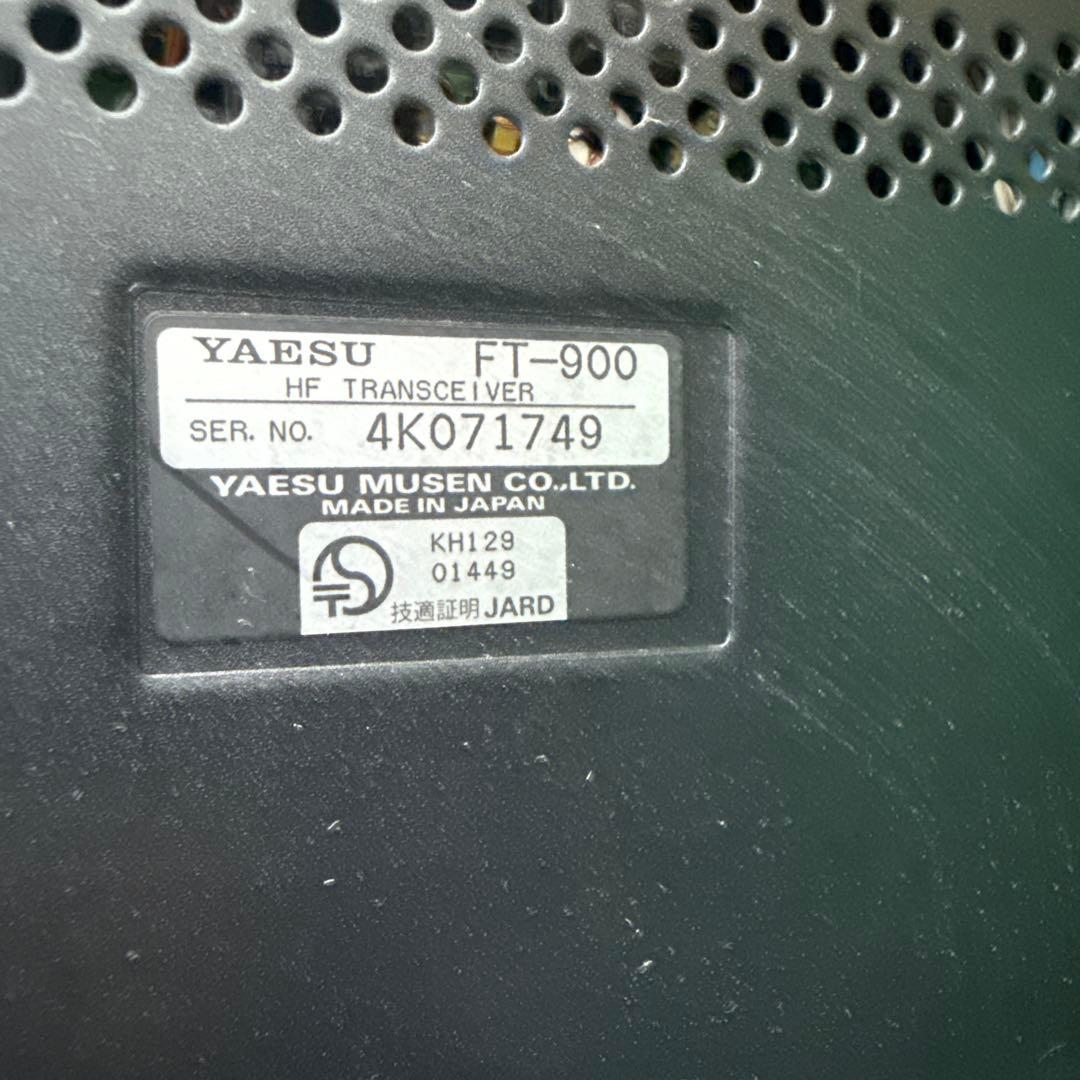 YAESU FT-900
HF TRANSCEIVER
SER. NO. 4K071749
YAESU MUSEN CO.,LTD.
MADE IN JAPAN
KH129
01449
技適証明 JARD